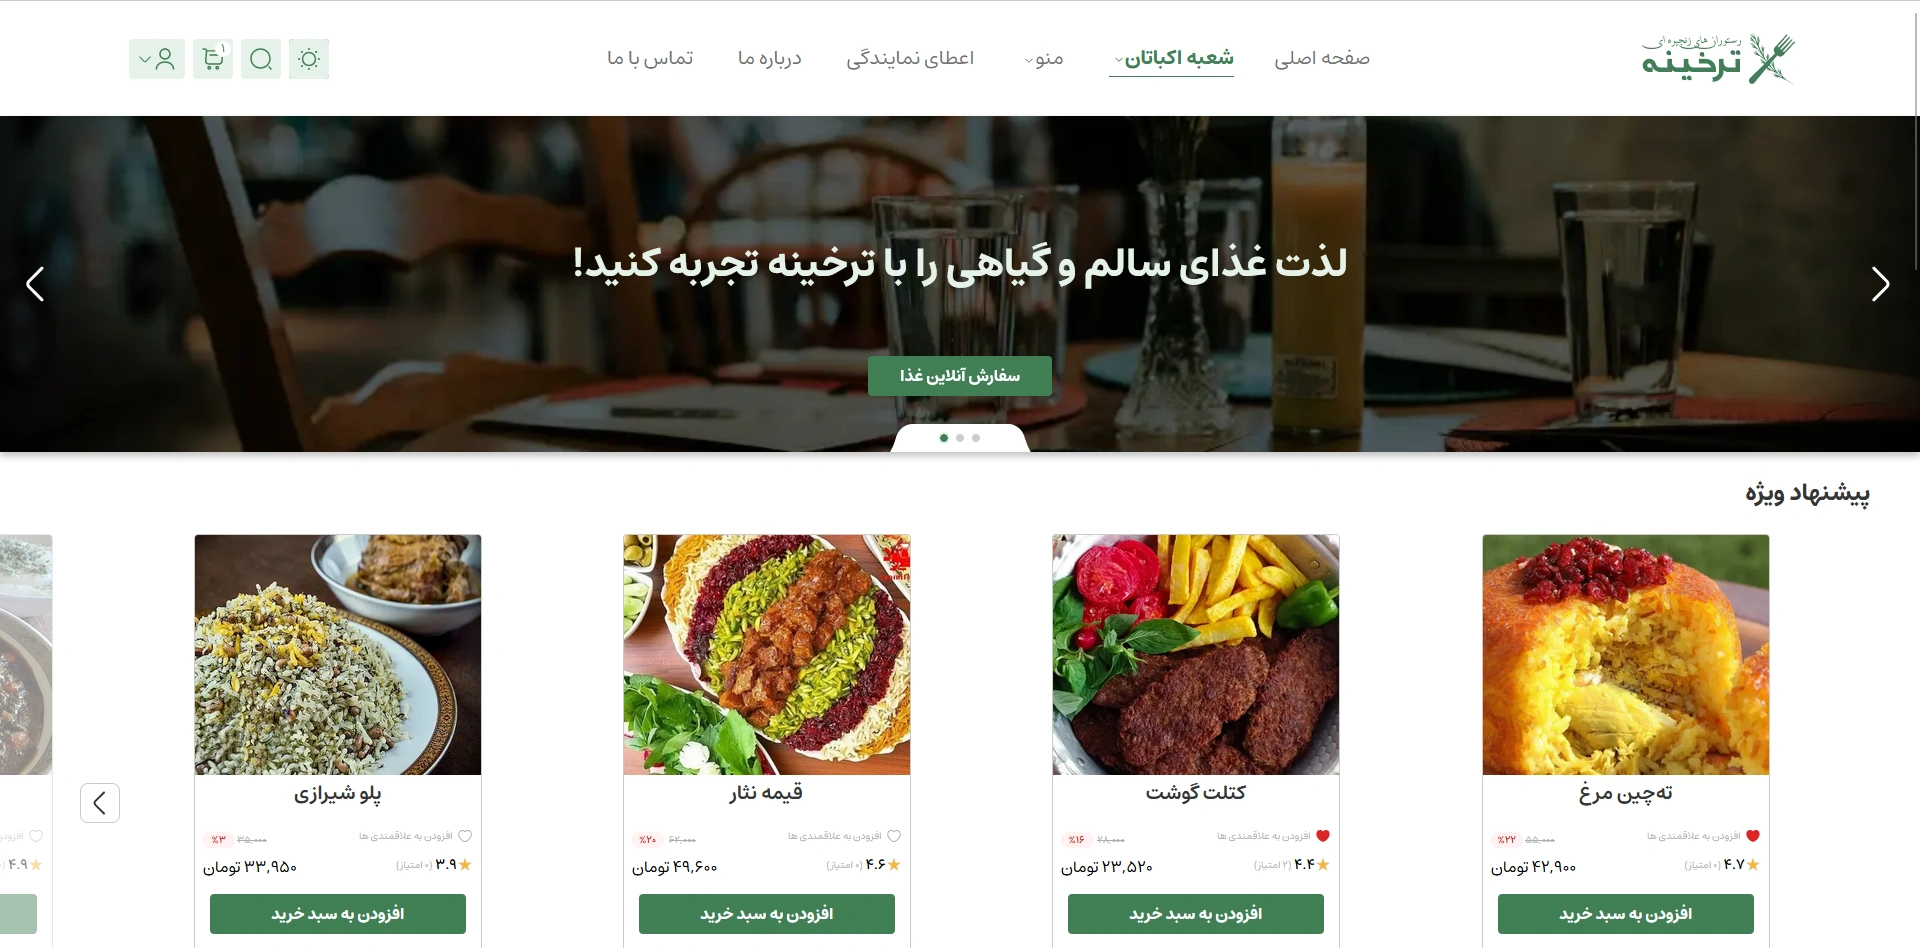 رستوران های زنجیره ای
ترخینه
صفحه اصلی
شعبه اکباتان
منو
اعطای نمایندگی
درباره ما
تماس با ما
۱
لذت غذای سالم و گیاهی را با ترخینه تجربه کنید!
سفارش آنلاین غذا
پیشنهاد ویژه
ته‌چین مرغ
افزودن به علاقمندی ها
۵۵,۰۰۰ %۲۲
۴.۷ (۰ امتیاز)
۴۲,۹۰۰ تومان
افزودن به سبد خرید
کتلت گوشت
افزودن به علاقمندی ها
۲۸,۰۰۰ %۱۶
۴.۴ (۲ امتیاز)
۲۳,۵۲۰ تومان
افزودن به سبد خرید
قیمه نثار
افزودن به علاقمندی ها
۶۲,۰۰۰ %۲۰
۴.۶ (۰ امتیاز)
۴۹,۶۰۰ تومان
افزودن به سبد خرید
پلو شیرازی
افزودن به علاقمندی ها
۳۵,۰۰۰ %۳
۳.۹ (۰ امتیاز)
۳۳,۹۵۰ تومان
افزودن به سبد خرید
۴.۹